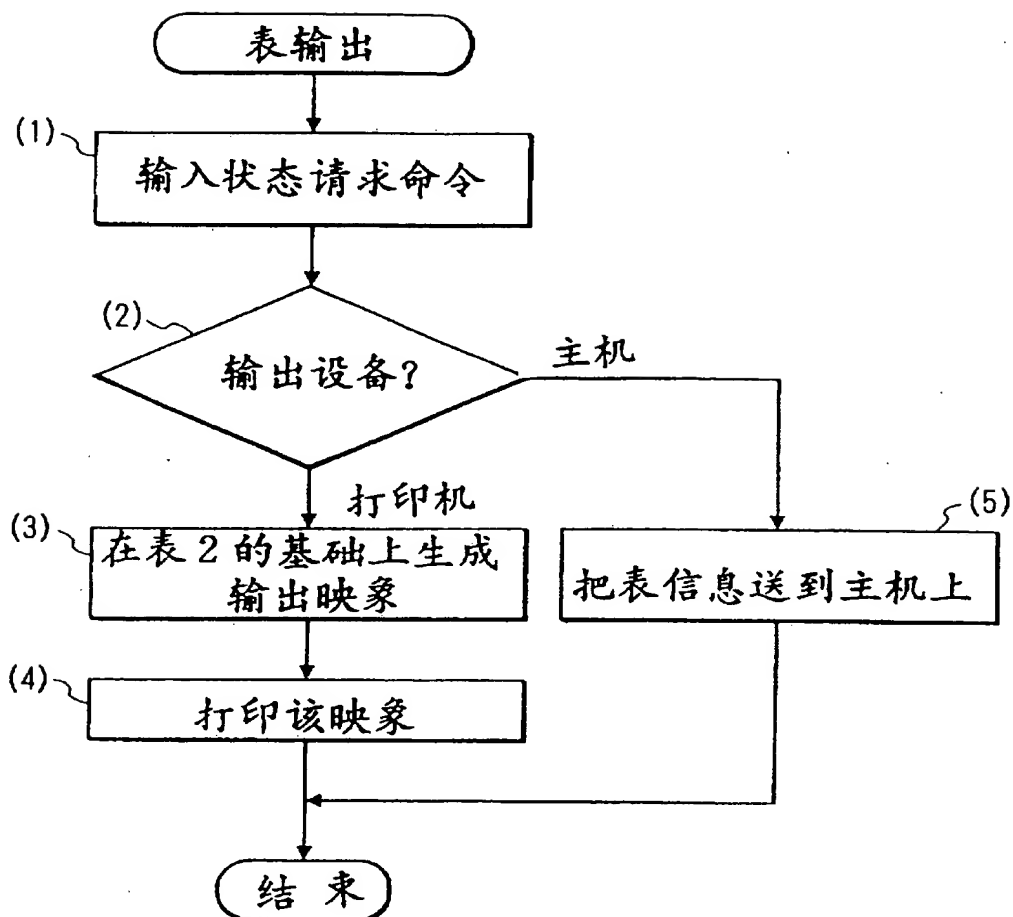 表输出
(1)
输入状态请求命令
(2)
输出设备?
主机
打印机
(3)
在表2的基础上生成
输出映象
(5)
把表信息送到主机上
(4)
打印该映象
结 束